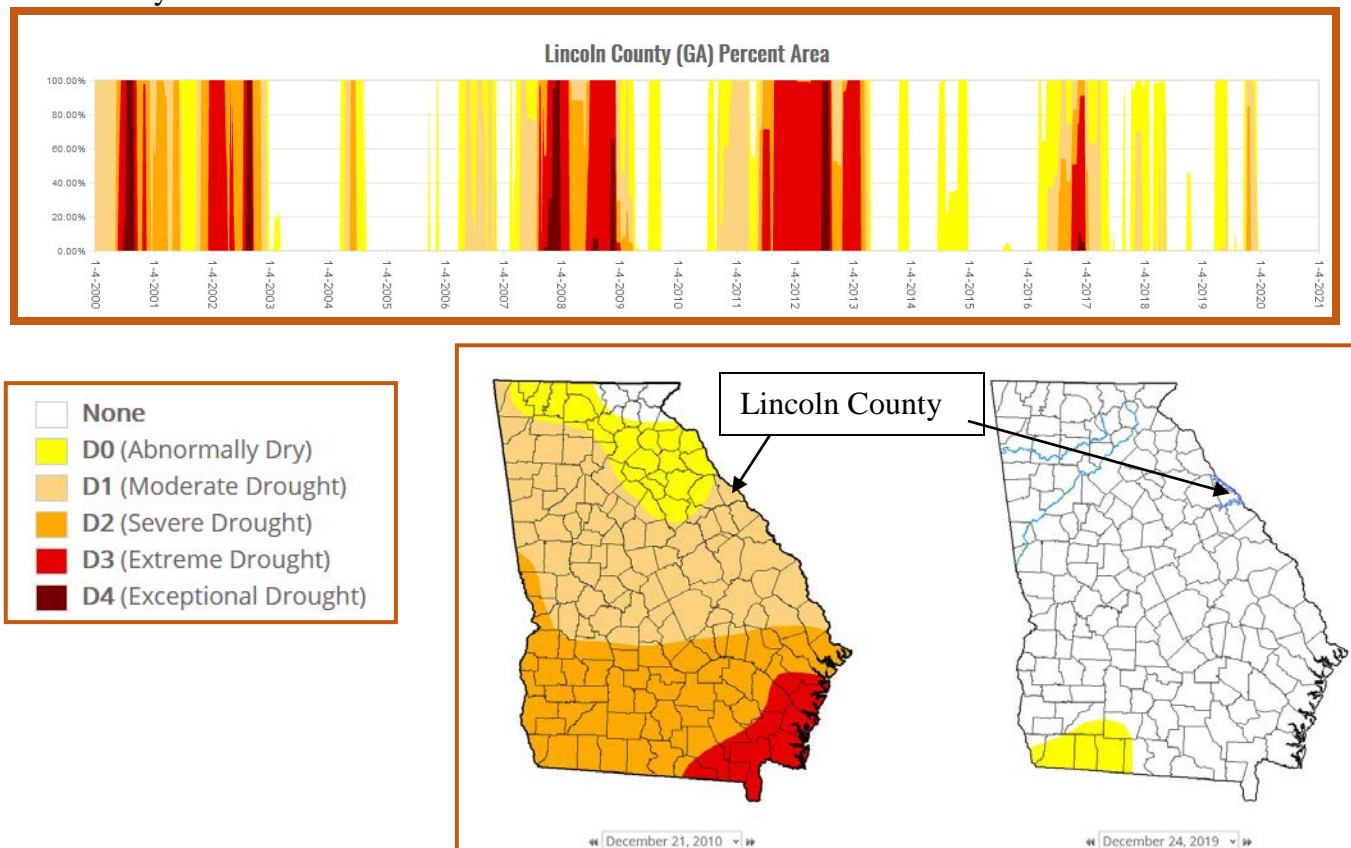 Lincoln County (GA) Percent Area
100.00%
80.00%
60.00%
40.00%
20.00%
0.00%
1-4-2000
1-4-2001
1-4-2002
1-4-2003
1-4-2004
1-4-2005
1-4-2006
1-4-2007
1-4-2008
1-4-2009
1-4-2010
1-4-2011
1-4-2012
1-4-2013
1-4-2014
1-4-2015
1-4-2016
1-4-2017
1-4-2018
1-4-2019
1-4-2020
1-4-2021
None
D0 (Abnormally Dry)
D1 (Moderate Drought)
D2 (Severe Drought)
D3 (Extreme Drought)
D4 (Exceptional Drought)
Lincoln County
December 21, 2010
December 24, 2019